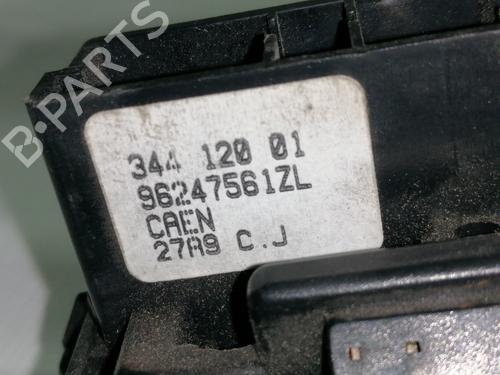 B-PARTS
344 120 01
96247561ZL
CAEN
27A9 C.J